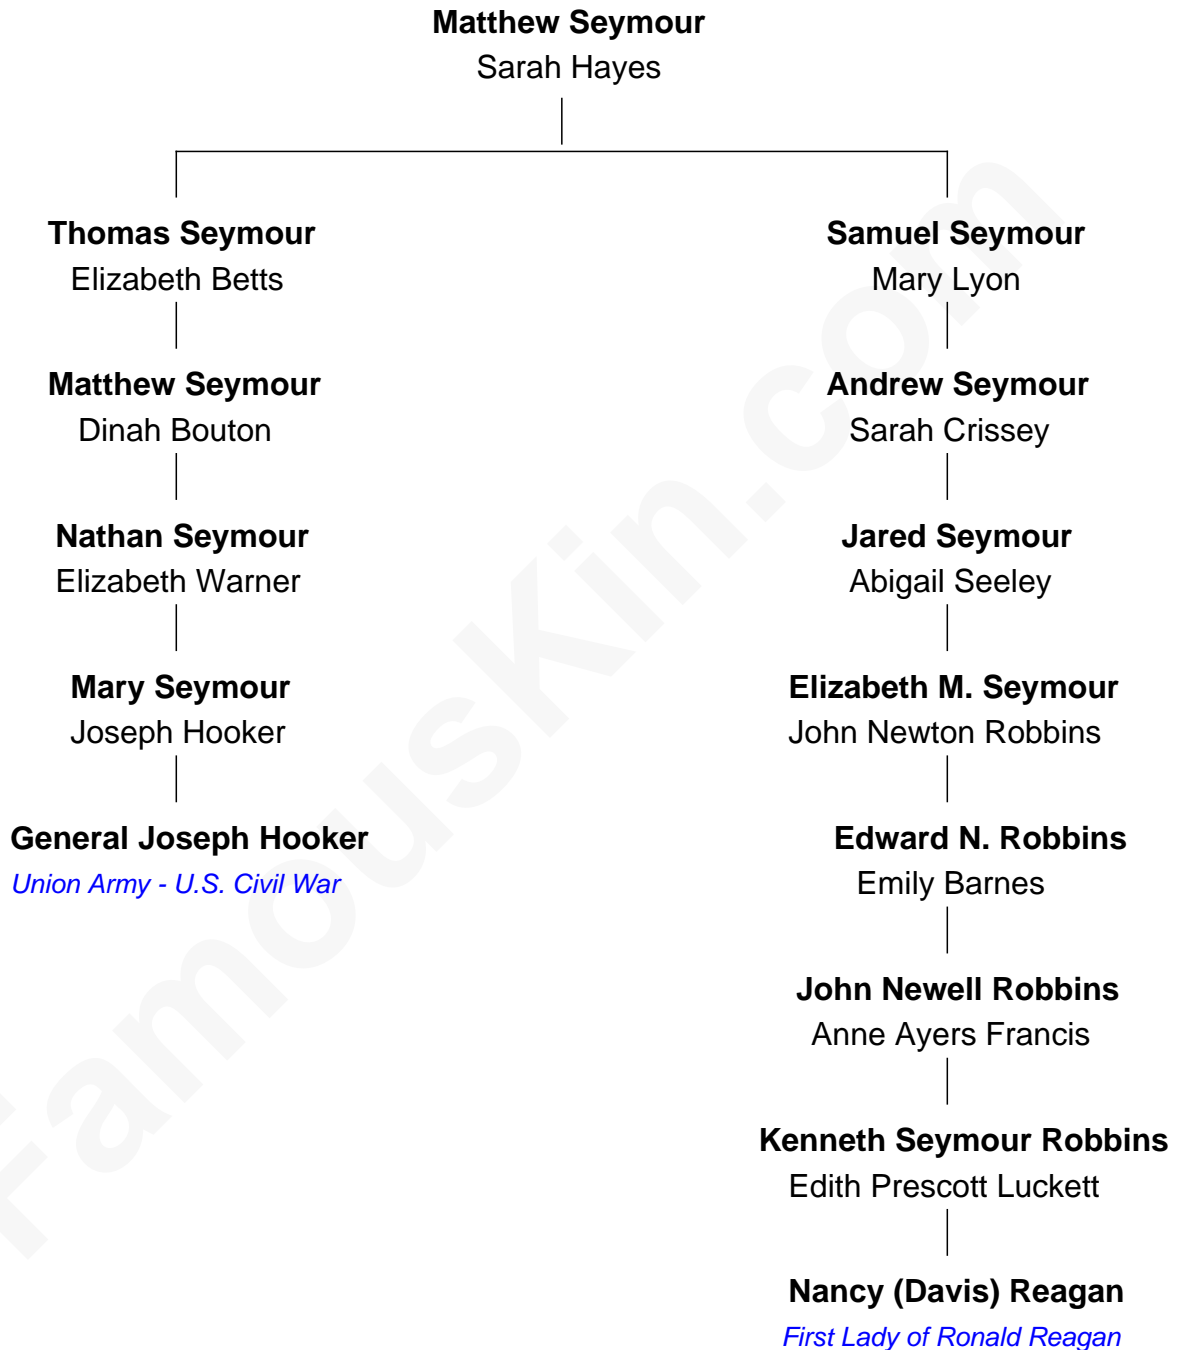 Matthew Seymour
Sarah Hayes
Thomas Seymour
Elizabeth Betts
Matthew Seymour
Dinah Bouton
Nathan Seymour
Elizabeth Warner
Mary Seymour
Joseph Hooker
General Joseph Hooker
Union Army - U.S. Civil War
Samuel Seymour
Mary Lyon
Andrew Seymour
Sarah Crissey
Jared Seymour
Abigail Seeley
Elizabeth M. Seymour
John Newton Robbins
Edward N. Robbins
Emily Barnes
John Newell Robbins
Anne Ayers Francis
Kenneth Seymour Robbins
Edith Prescott Luckett
Nancy (Davis) Reagan
First Lady of Ronald Reagan
FamousKin.com